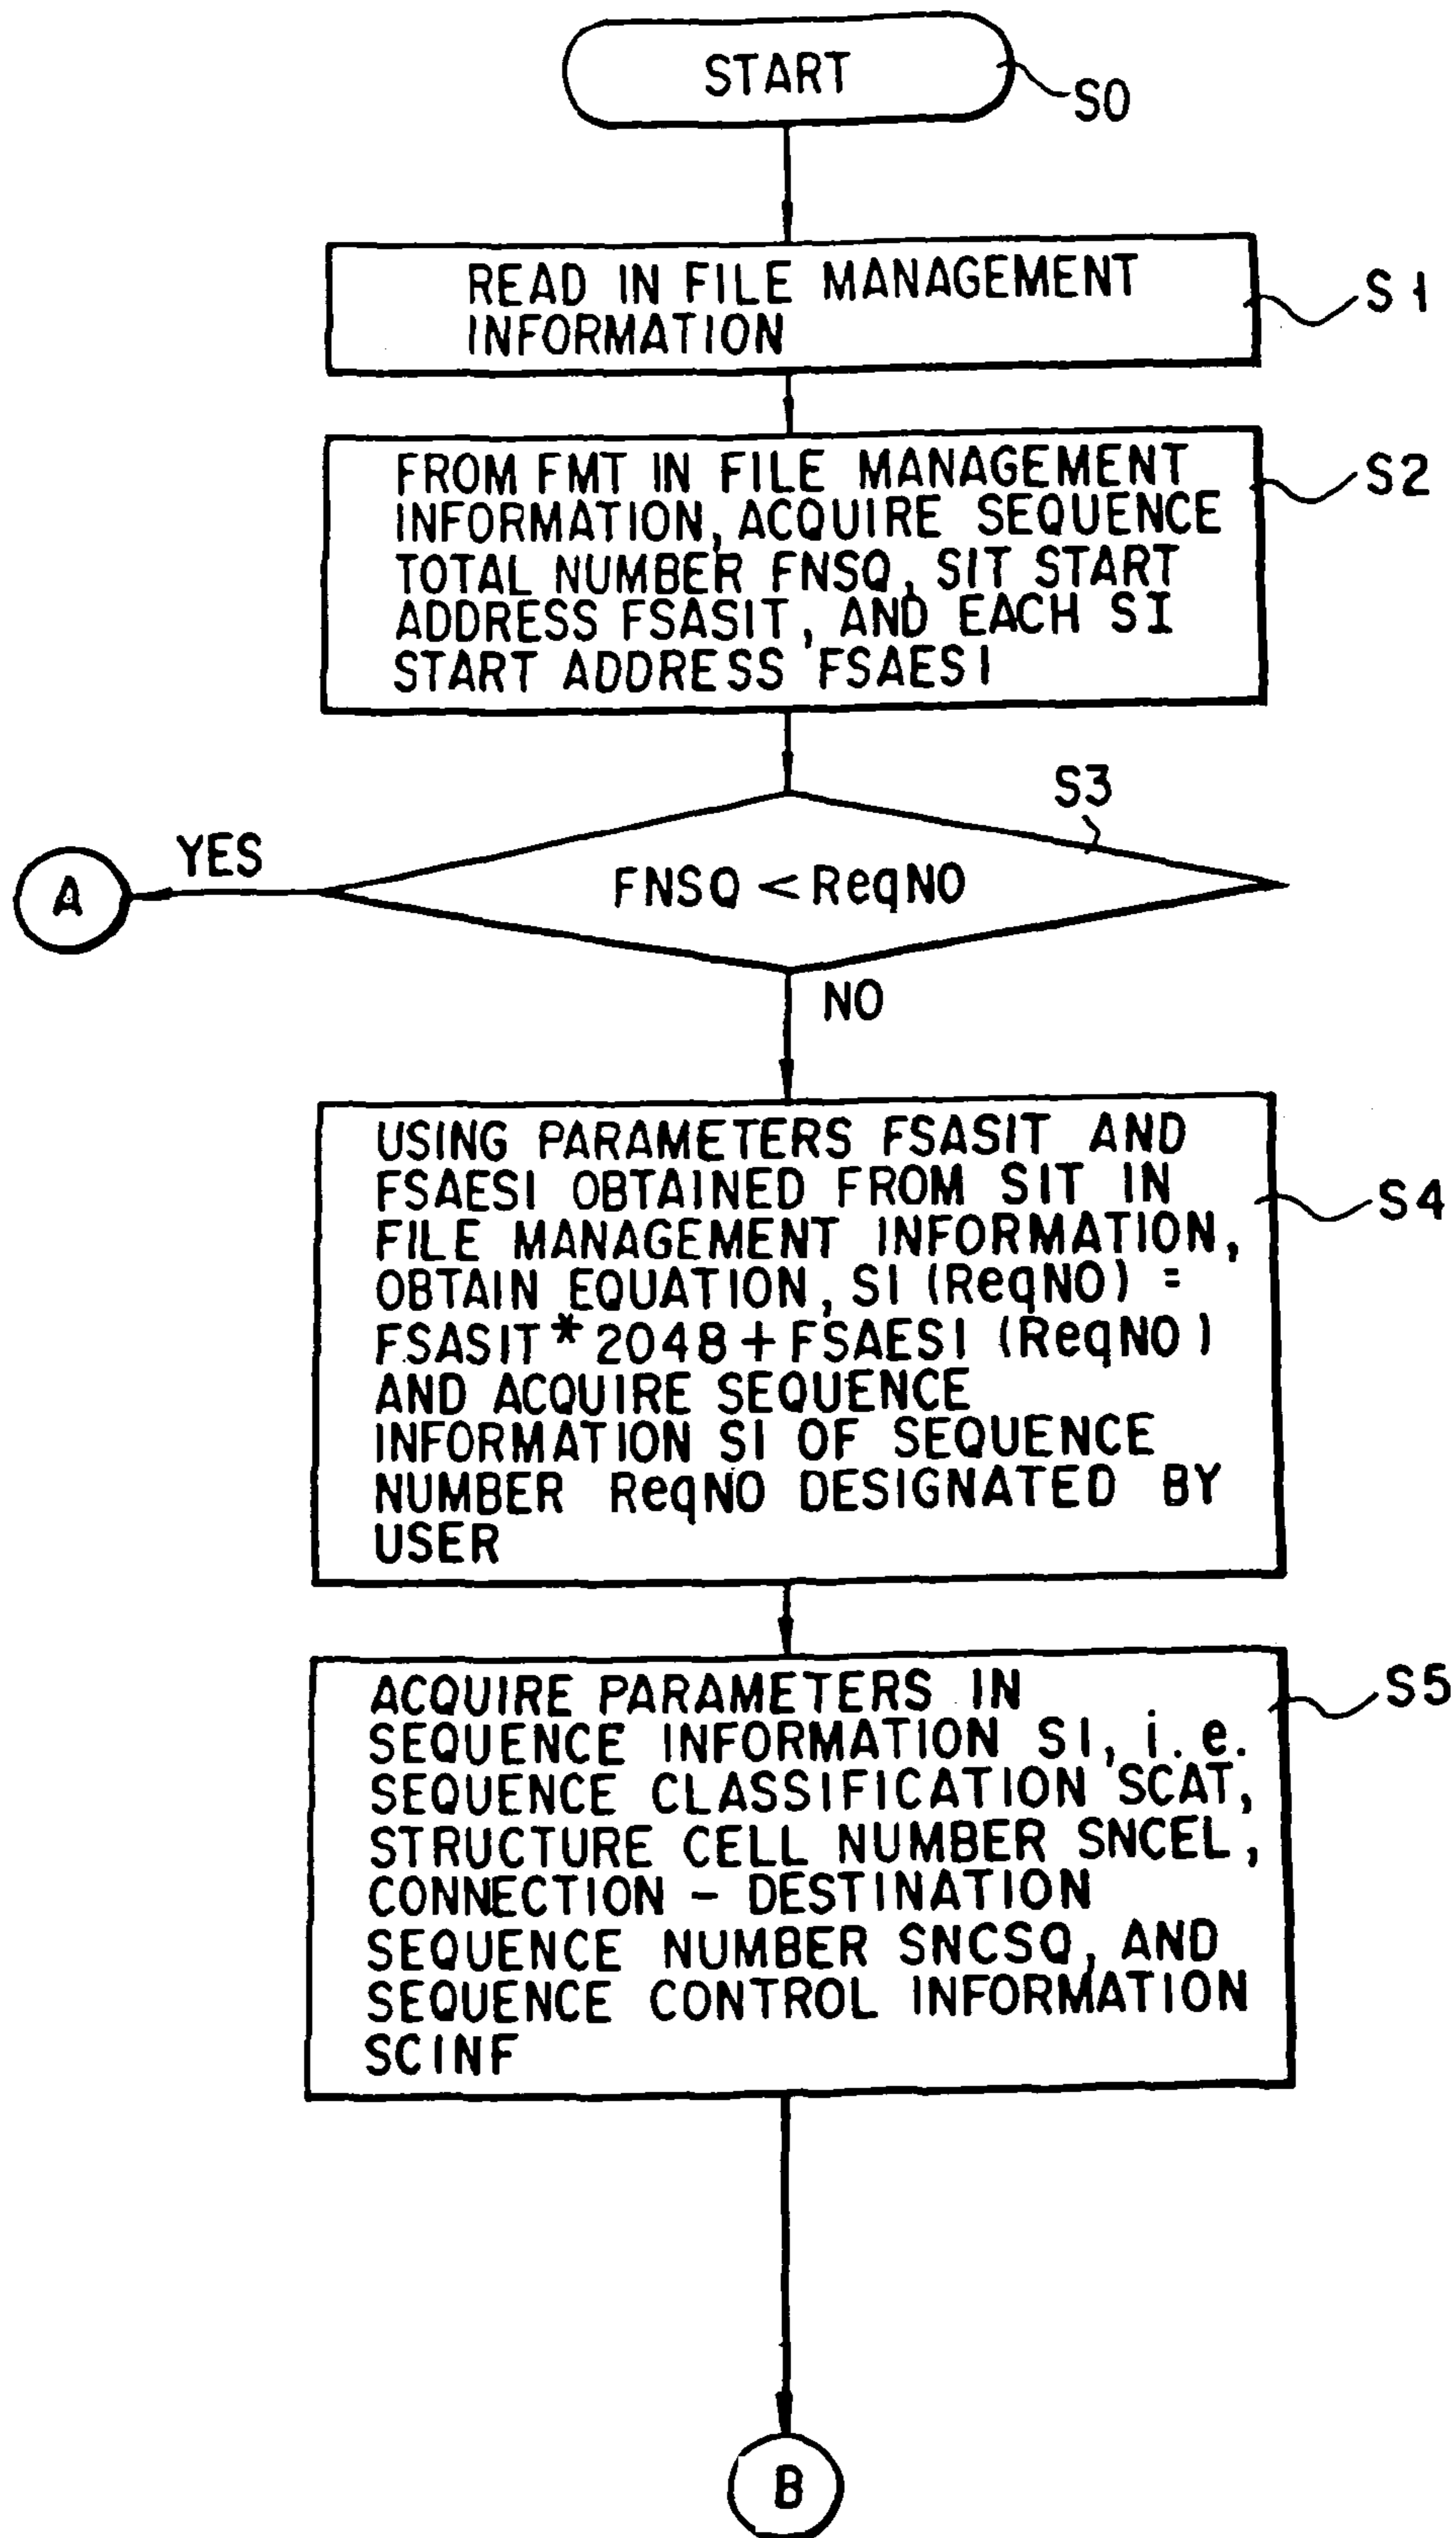 START
S0
READ IN FILE MANAGEMENT
INFORMATION
S1
FROM FMT IN FILE MANAGEMENT
INFORMATION, ACQUIRE SEQUENCE
TOTAL NUMBER FNSQ, SIT START
ADDRESS FSASIT, AND EACH SI
START ADDRESS FSAESI
S2
S3
YES
A
FNSQ < ReqNO
NO
USING PARAMETERS FSASIT AND
FSAESI OBTAINED FROM SIT IN
FILE MANAGEMENT INFORMATION,
OBTAIN EQUATION, SI (ReqNO) =
FSASIT * 2048 + FSAESI (ReqNO)
AND ACQUIRE SEQUENCE
INFORMATION SI OF SEQUENCE
NUMBER ReqNO DESIGNATED BY
USER
S4
ACQUIRE PARAMETERS IN
SEQUENCE INFORMATION SI, i.e.
SEQUENCE CLASSIFICATION SCAT,
STRUCTURE CELL NUMBER SNCEL,
CONNECTION - DESTINATION
SEQUENCE NUMBER SNCSQ, AND
SEQUENCE CONTROL INFORMATION
SCINF
S5
B